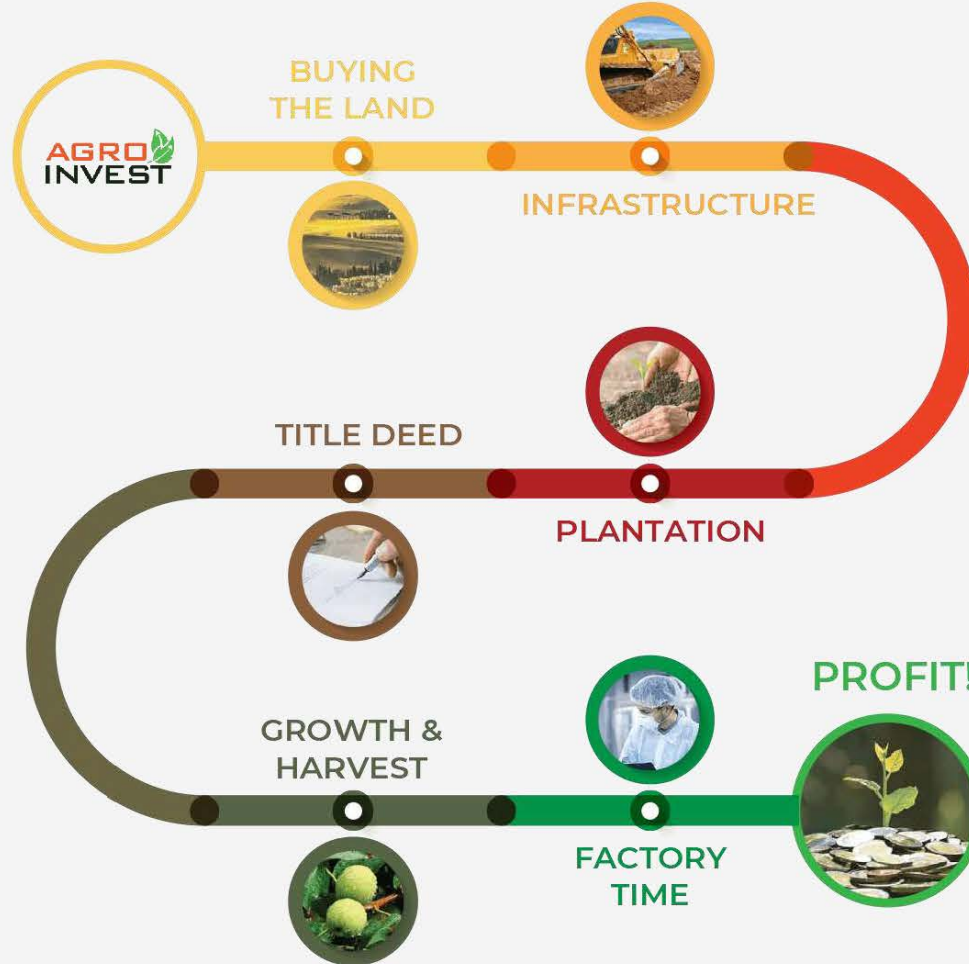 AGRO
INVEST
BUYING
THE LAND
INFRASTRUCTURE
PLANTATION
TITLE DEED
GROWTH &
HARVEST
FACTORY
TIME
PROFIT!